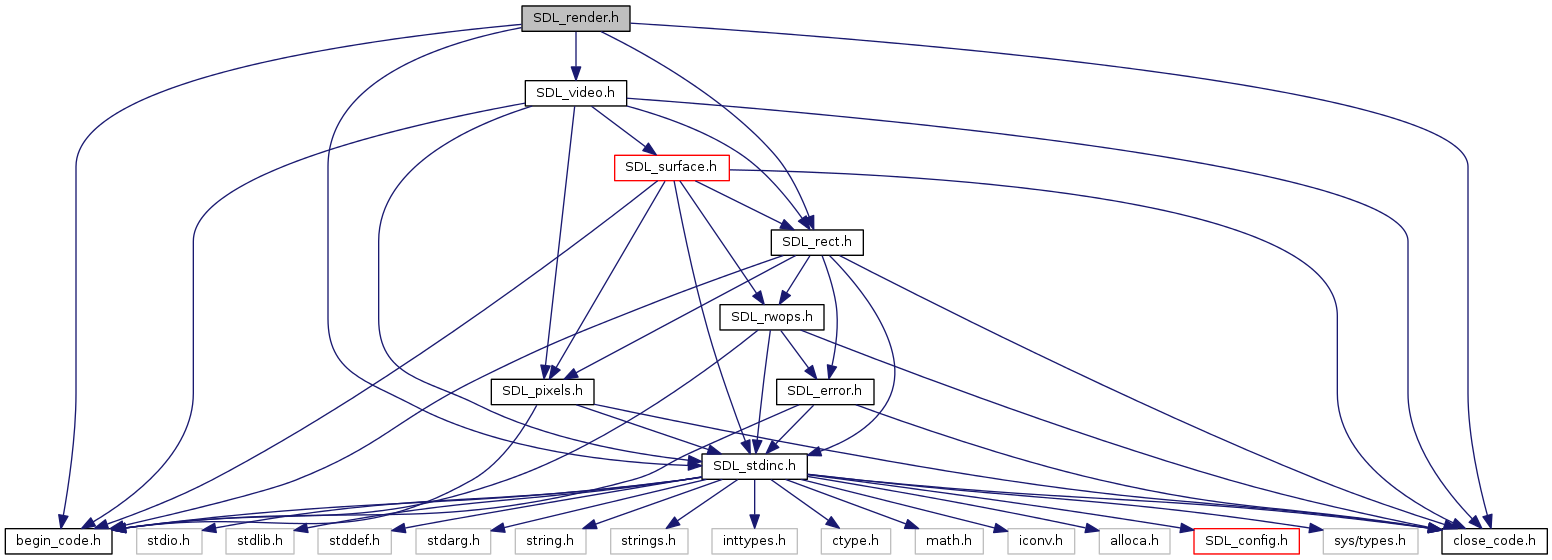 SDL_render.h
SDL_video.h
SDL_surface.h
SDL_rect.h
SDL_rwops.h
SDL_pixels.h
SDL_error.h
SDL_stdinc.h
begin_code.h
stdio.h
stdlib.h
stddef.h
stdarg.h
string.h
strings.h
inttypes.h
ctype.h
math.h
iconv.h
alloca.h
SDL_config.h
sys/types.h
close_code.h